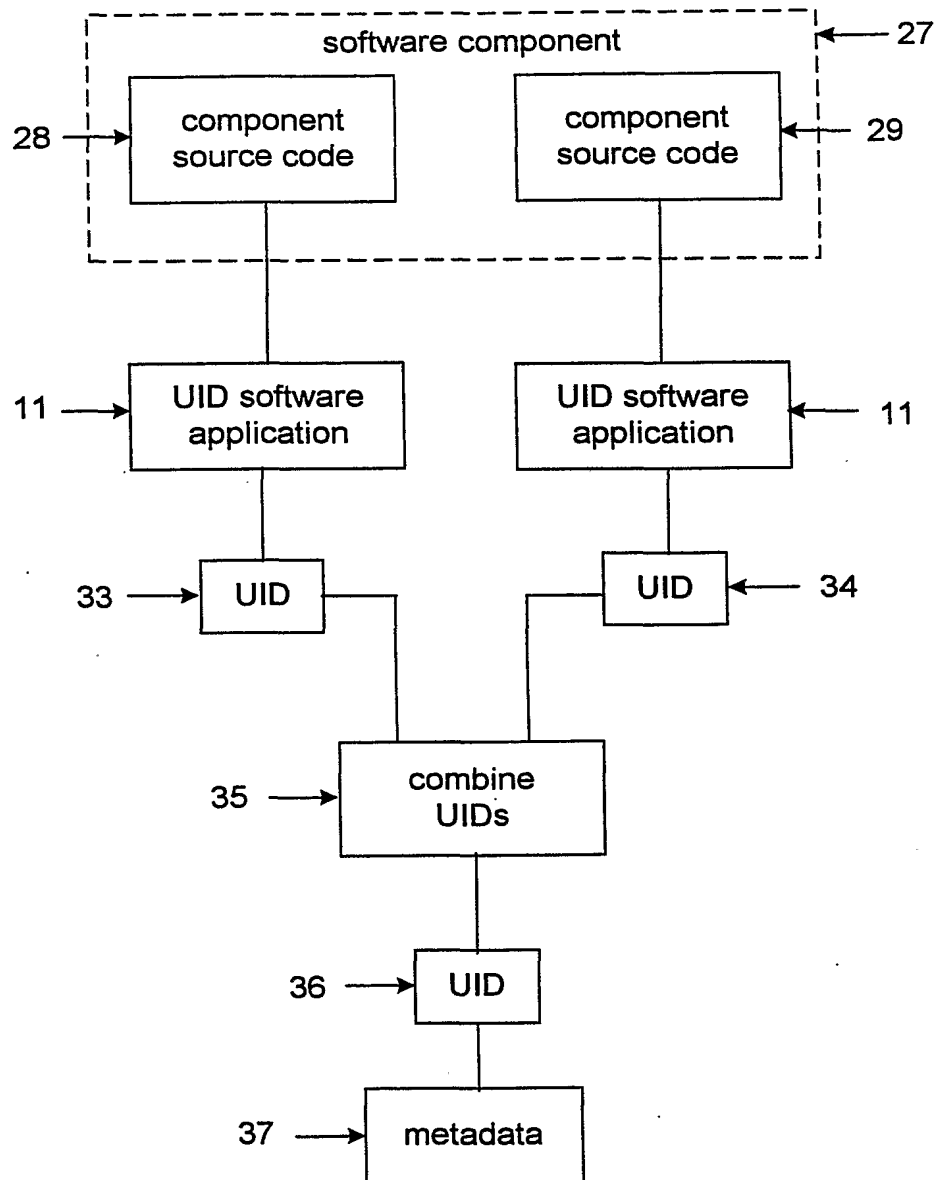 software component
27
component
source code
component
source code
28
29
UID software
application
UID software
application
11
11
UID
UID
33
34
combine
UIDs
35
UID
36
metadata
37